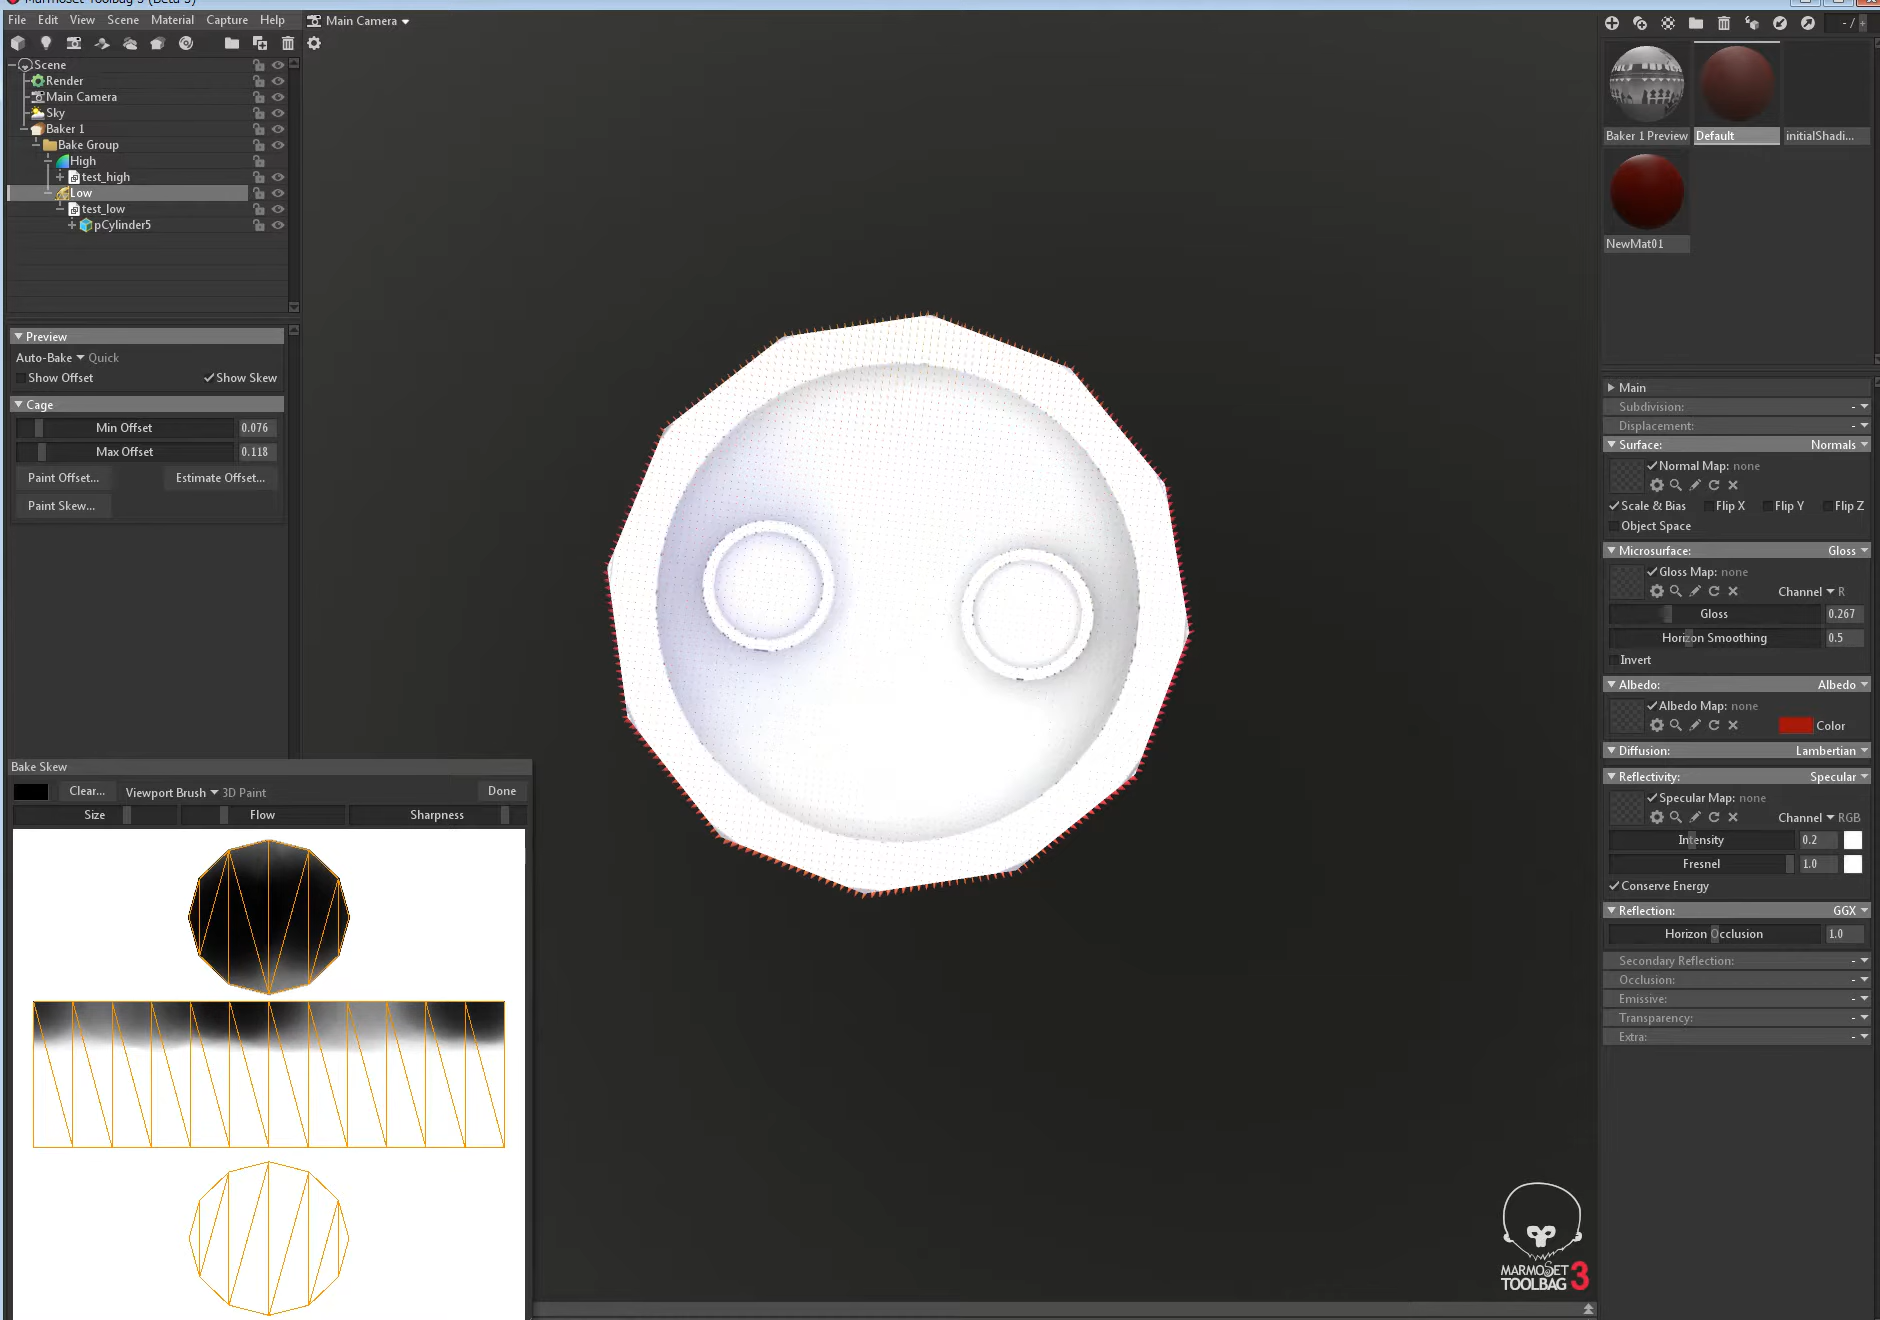 Marmoset Toolbag 3 (Beta 3)
File Edit View Scene Material Capture Help
Main Camera
- / +
Scene
Render
Main Camera
Sky
Baker 1
Bake Group
High
test_high
Low
test_low
pCylinder5
Preview
Auto-Bake Quick
Show Offset Show Skew
Cage
Min Offset 0.076
Max Offset 0.118
Paint Offset... Estimate Offset...
Paint Skew...
Bake Skew
Clear... Viewport Brush 3D Paint Done
Size Flow Sharpness
MARMOSET
TOOLBAG 3
Baker 1 Preview Default initialShadi...
NewMat01
Main
Subdivision: -
Displacement: -
Surface: Normals
Normal Map: none
Scale & Bias Flip X Flip Y Flip Z
Object Space
Microsurface: Gloss
Gloss Map: none
Channel R
Gloss 0.267
Horizon Smoothing 0.5
Invert
Albedo: Albedo
Albedo Map: none
Color
Diffusion: Lambertian
Reflectivity: Specular
Specular Map: none
Channel RGB
Intensity 0.2
Fresnel 1.0
Conserve Energy
Reflection: GGX
Horizon Occlusion 1.0
Secondary Reflection: -
Occlusion: -
Emissive: -
Transparency: -
Extra: -